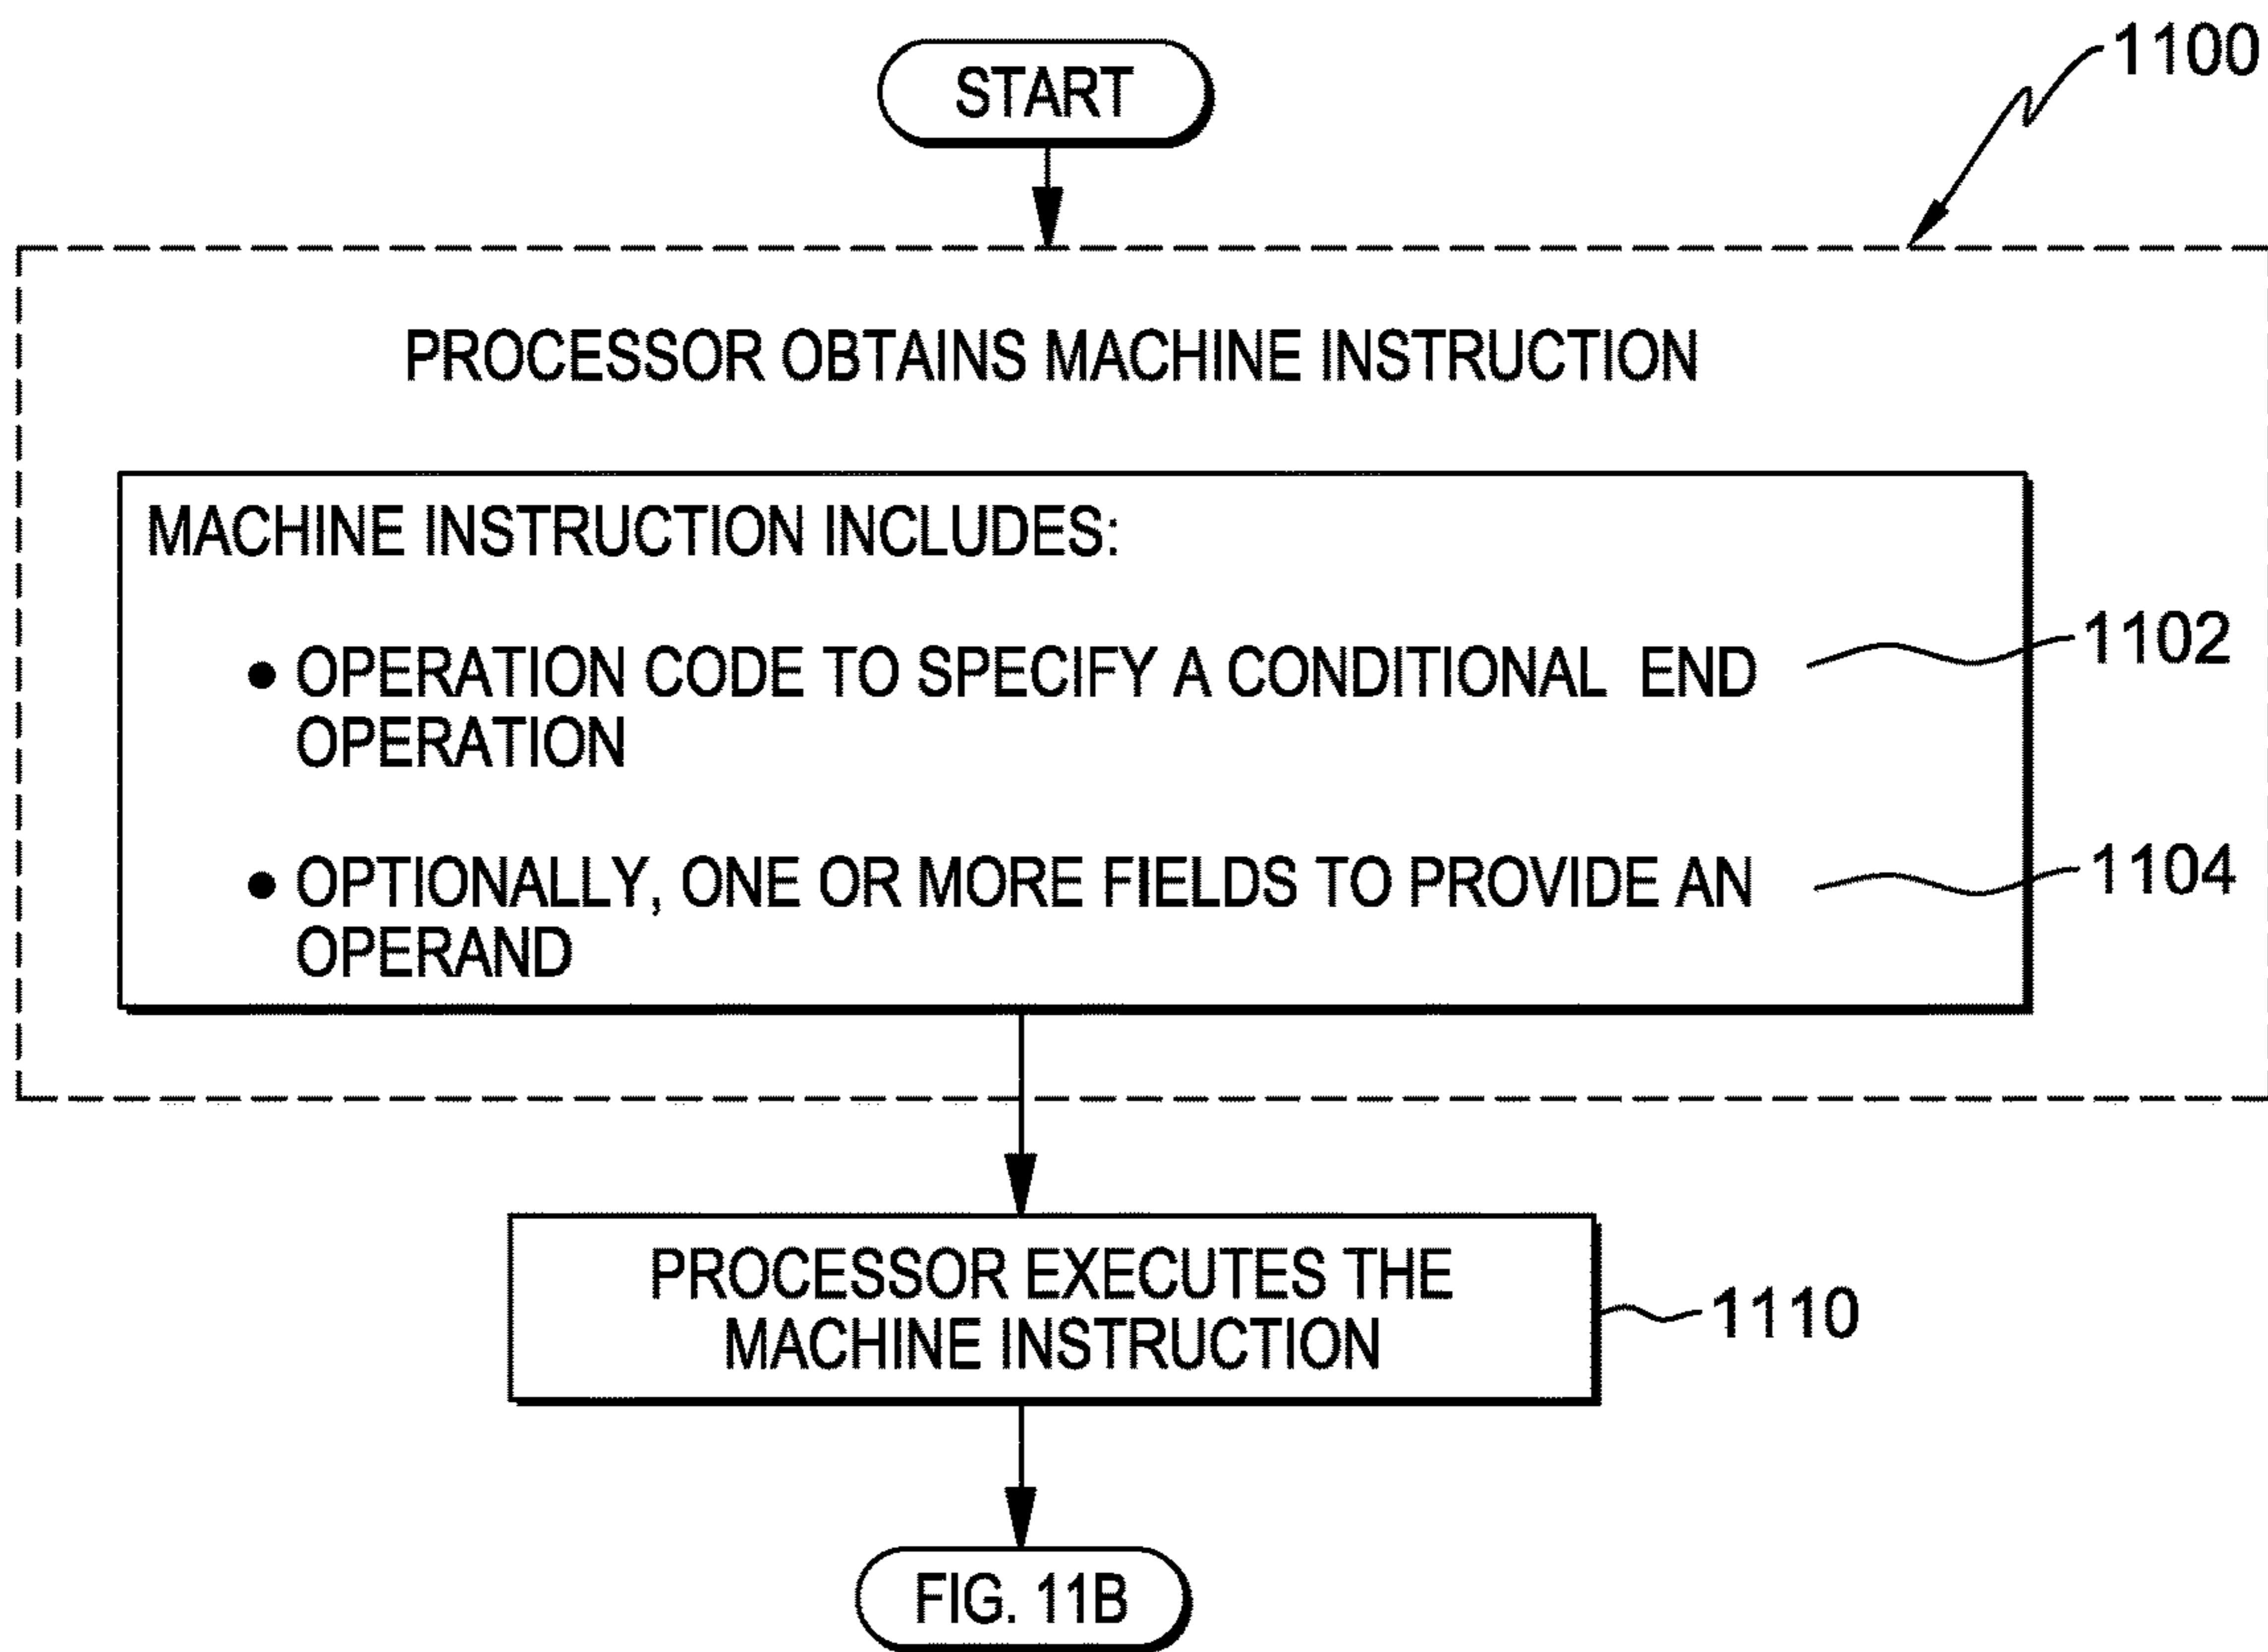 1100
START
PROCESSOR OBTAINS MACHINE INSTRUCTION
MACHINE INSTRUCTION INCLUDES:
● OPERATION CODE TO SPECIFY A CONDITIONAL END
OPERATION
1102
● OPTIONALLY, ONE OR MORE FIELDS TO PROVIDE AN
OPERAND
1104
PROCESSOR EXECUTES THE
MACHINE INSTRUCTION
1110
FIG. 11B